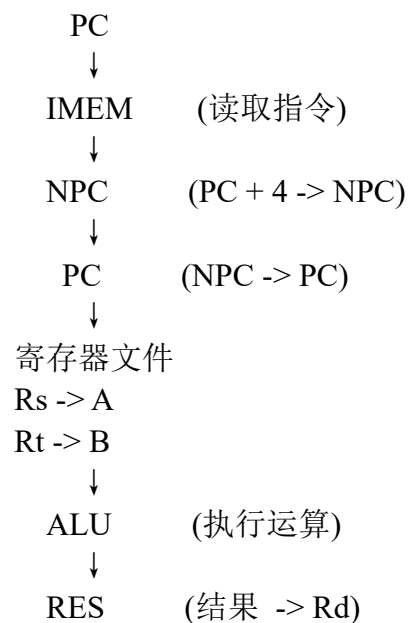 PC
↓
IMEM (读取指令)
↓
NPC (PC + 4 -> NPC)
↓
PC (NPC -> PC)
↓
寄存器文件
Rs -> A
Rt -> B
↓
ALU (执行运算)
↓
RES (结果 -> Rd)